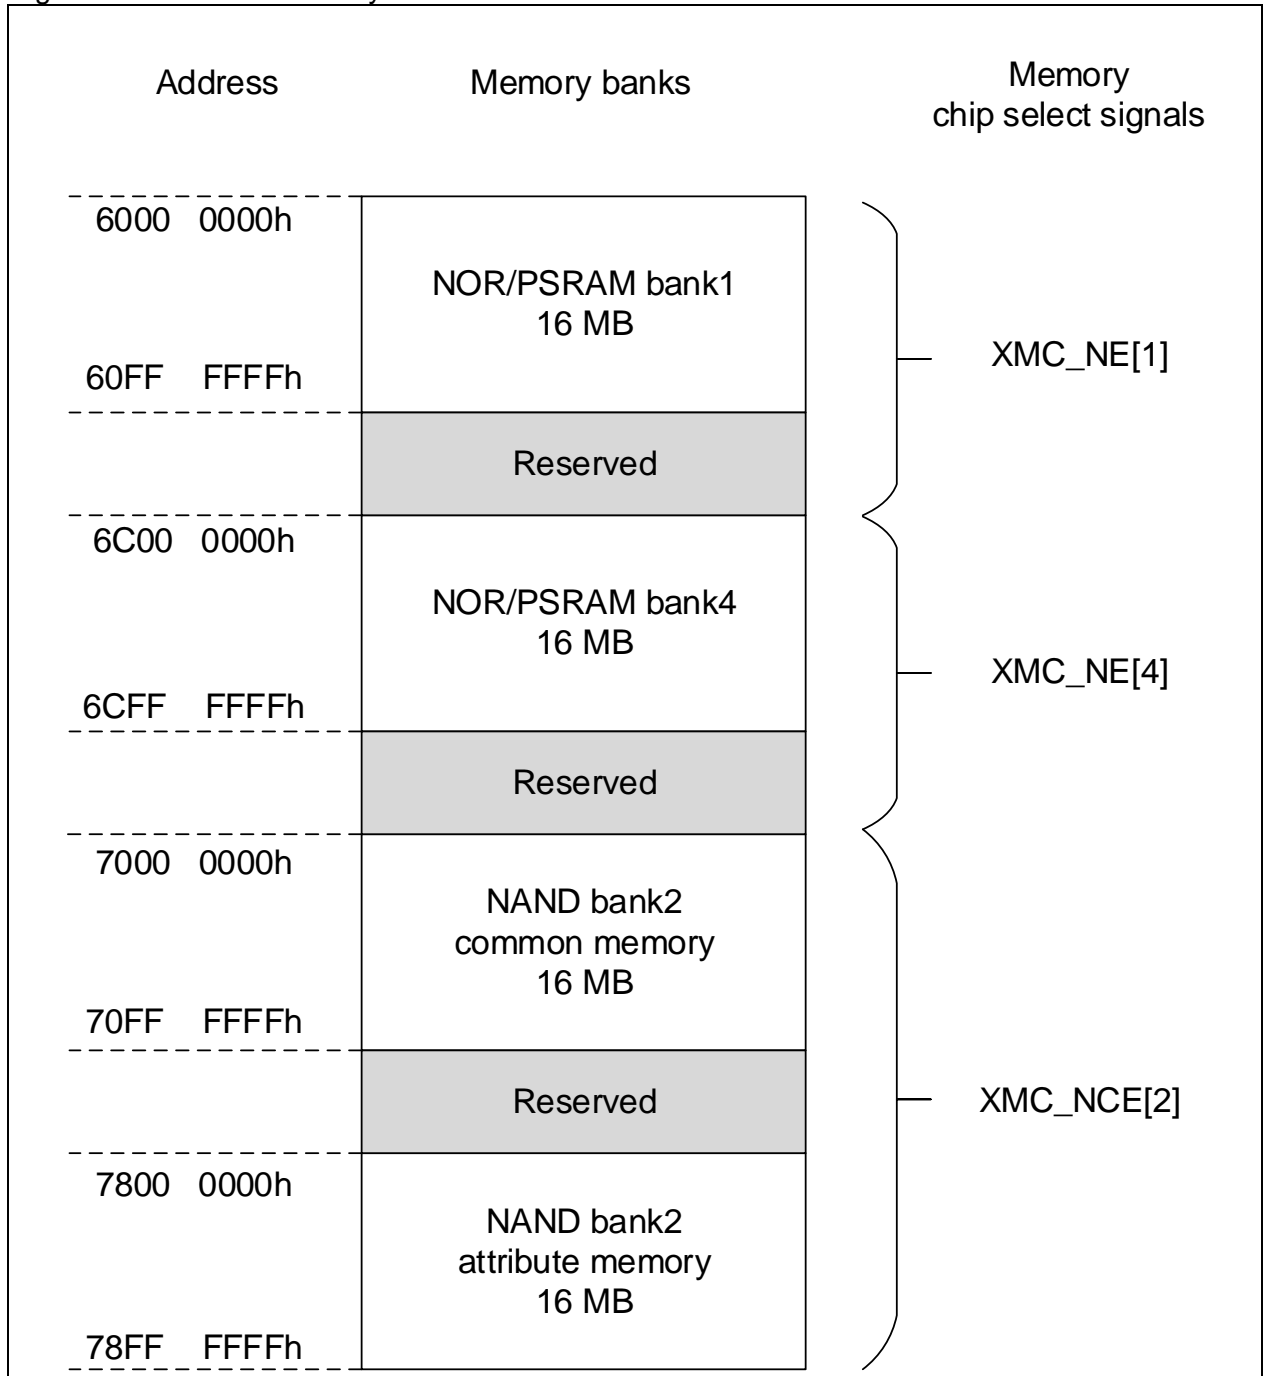 Address
Memory banks
Memory
chip select signals
6000 0000h
NOR/PSRAM bank1
16 MB
XMC_NE[1]
60FF FFFFh
Reserved
6C00 0000h
NOR/PSRAM bank4
16 MB
XMC_NE[4]
6CFF FFFFh
Reserved
7000 0000h
NAND bank2
common memory
16 MB
70FF FFFFh
Reserved
XMC_NCE[2]
7800 0000h
NAND bank2
attribute memory
16 MB
78FF FFFFh